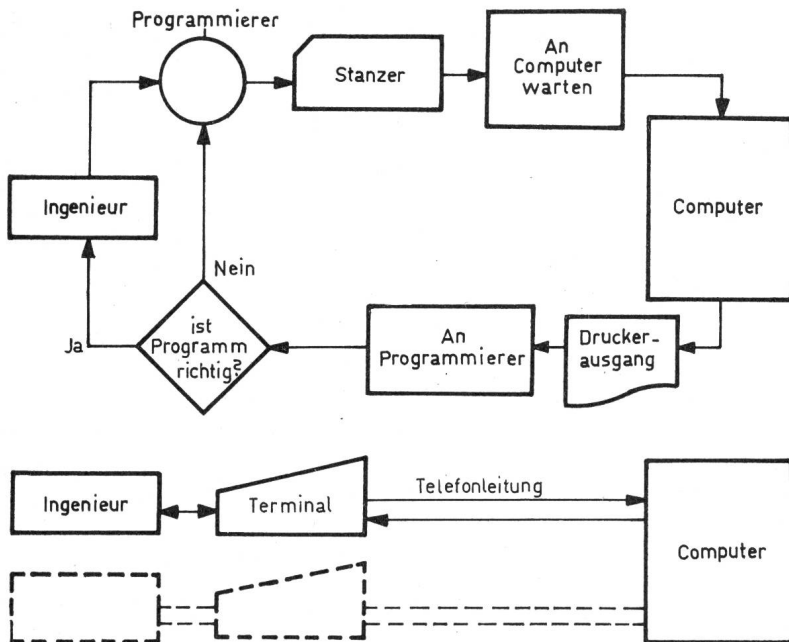 Programmierer
Stanzer
An
Computer
warten
Ingenieur
Computer
Nein
Ja
ist
Programm
richtig?
An
Programmierer
Drucker-
ausgang
Ingenieur
Terminal
Telefonleitung
Computer